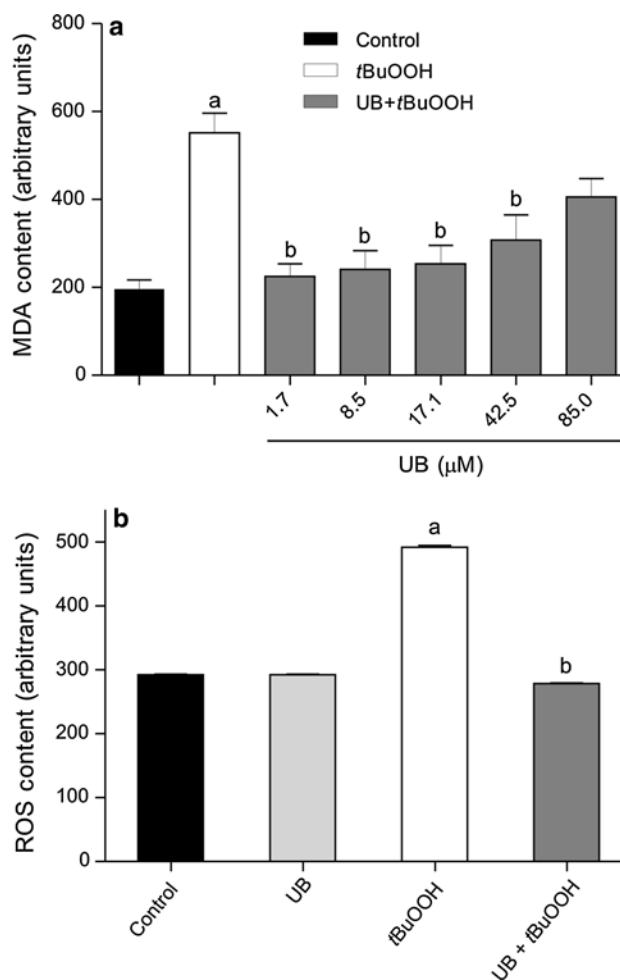 a
Control
tBuOOH
UB+tBuOOH
MDA content (arbitrary units)
800
600
400
200
0
a
b
b
b
b
1.7
8.5
17.1
42.5
85.0
UB (μM)
b
ROS content (arbitrary units)
500
400
300
200
100
0
a
b
Control
UB
tBuOOH
UB + tBuOOH